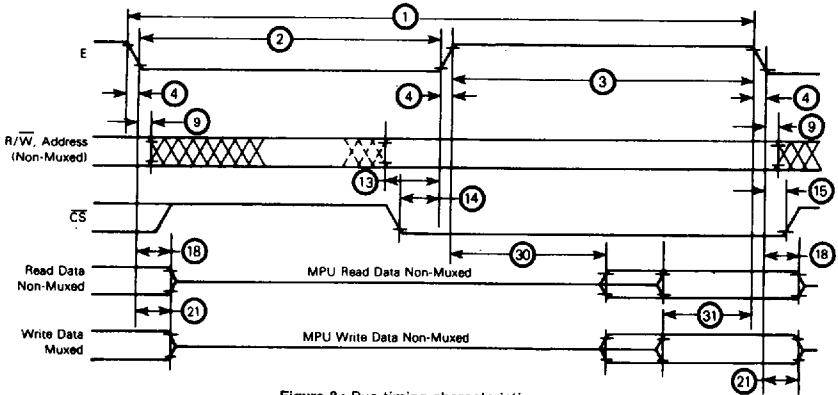 1
2
E
3
4
4
4
9
9
R/W̅, Address
(Non-Muxed)
13
14
15
C̅S̅
18
30
18
Read Data
Non-Muxed
MPU Read Data Non-Muxed
21
31
Write Data
Muxed
MPU Write Data Non-Muxed
21